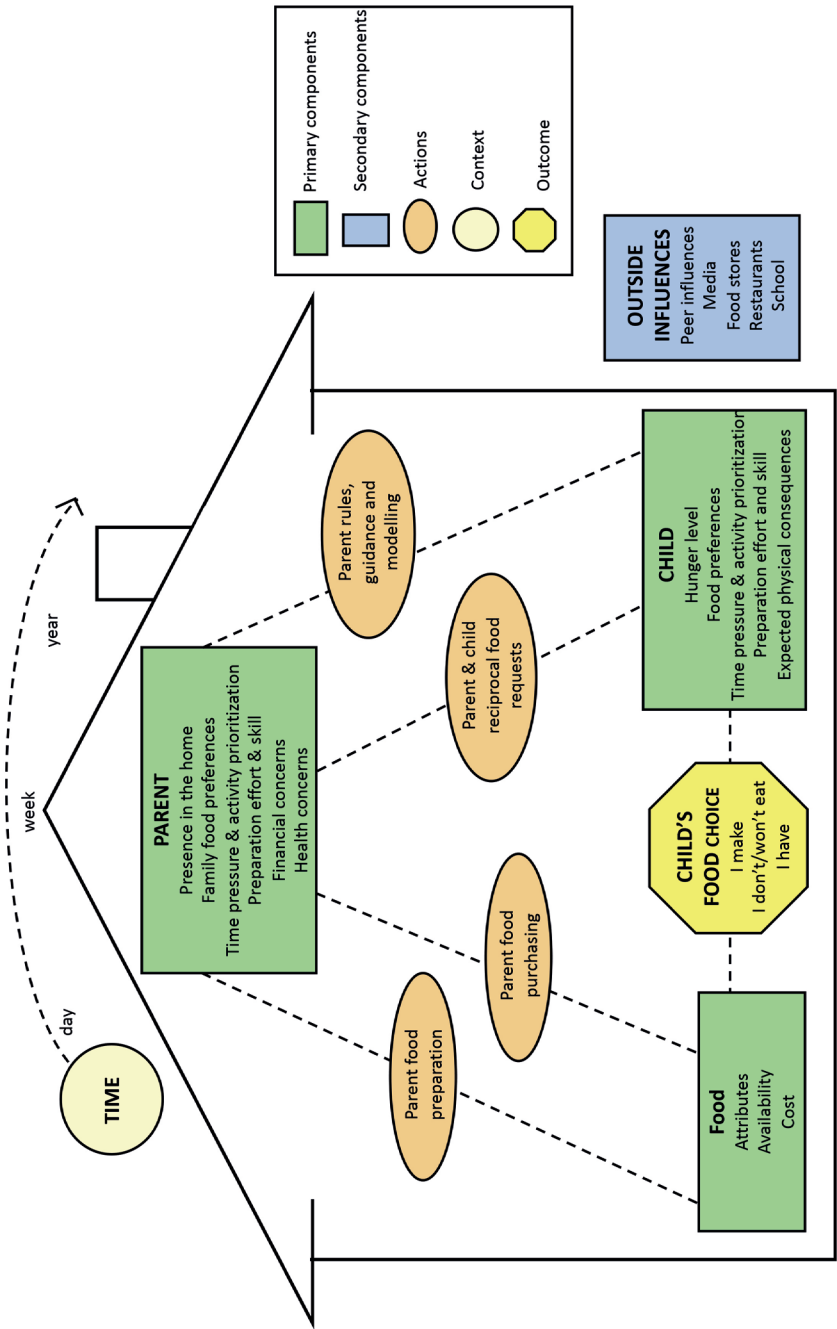 TIME
day
week
year
PARENT
Presence in the home
Family food preferences
Time pressure & activity prioritization
Preparation effort & skill
Financial concerns
Health concerns
Parent food
preparation
Parent food
purchasing
Parent & child
reciprocal food
requests
Parent rules,
guidance and
modelling
Food
Attributes
Availability
Cost
CHILD'S
FOOD CHOICE
I make
I don't/won't eat
I have
CHILD
Hunger level
Food preferences
Time pressure & activity prioritization
Preparation effort and skill
Expected physical consequences
OUTSIDE
INFLUENCES
Peer influences
Media
Food stores
Restaurants
School
Primary components
Secondary components
Actions
Context
Outcome